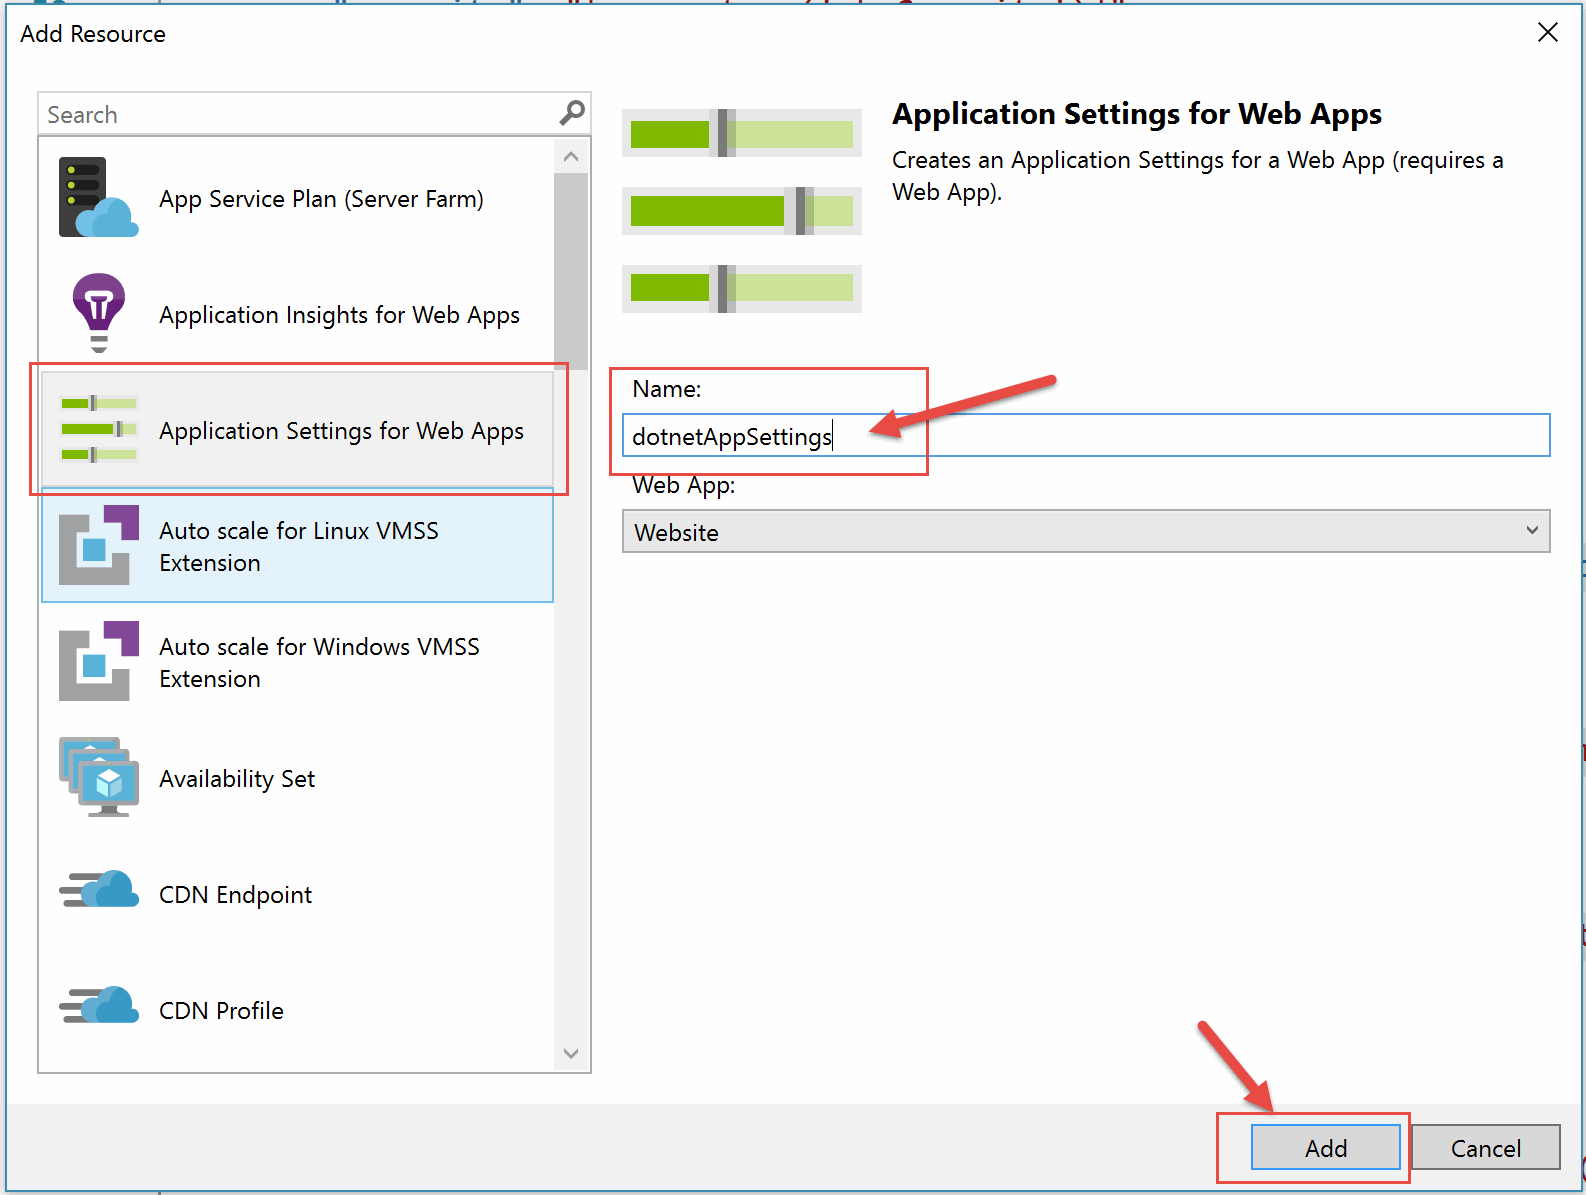 Add Resource
Search
App Service Plan (Server Farm)
Application Insights for Web Apps
Application Settings for Web Apps
Auto scale for Linux VMSS
Extension
Auto scale for Windows VMSS
Extension
Availability Set
CDN Endpoint
CDN Profile
Application Settings for Web Apps
Creates an Application Settings for a Web App (requires a
Web App).
Name:
dotnetAppSettings
Web App:
Website
Add
Cancel